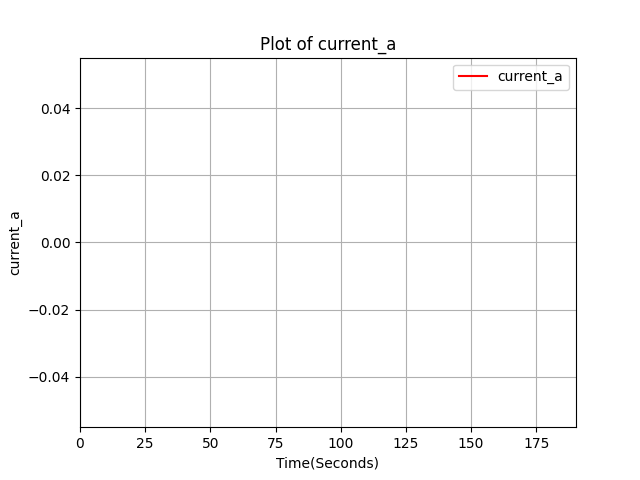 Plot of current_a
current_a
0.04
0.02
0.00
−0.02
−0.04
current_a
0 25 50 75 100 125 150 175
Time(Seconds)